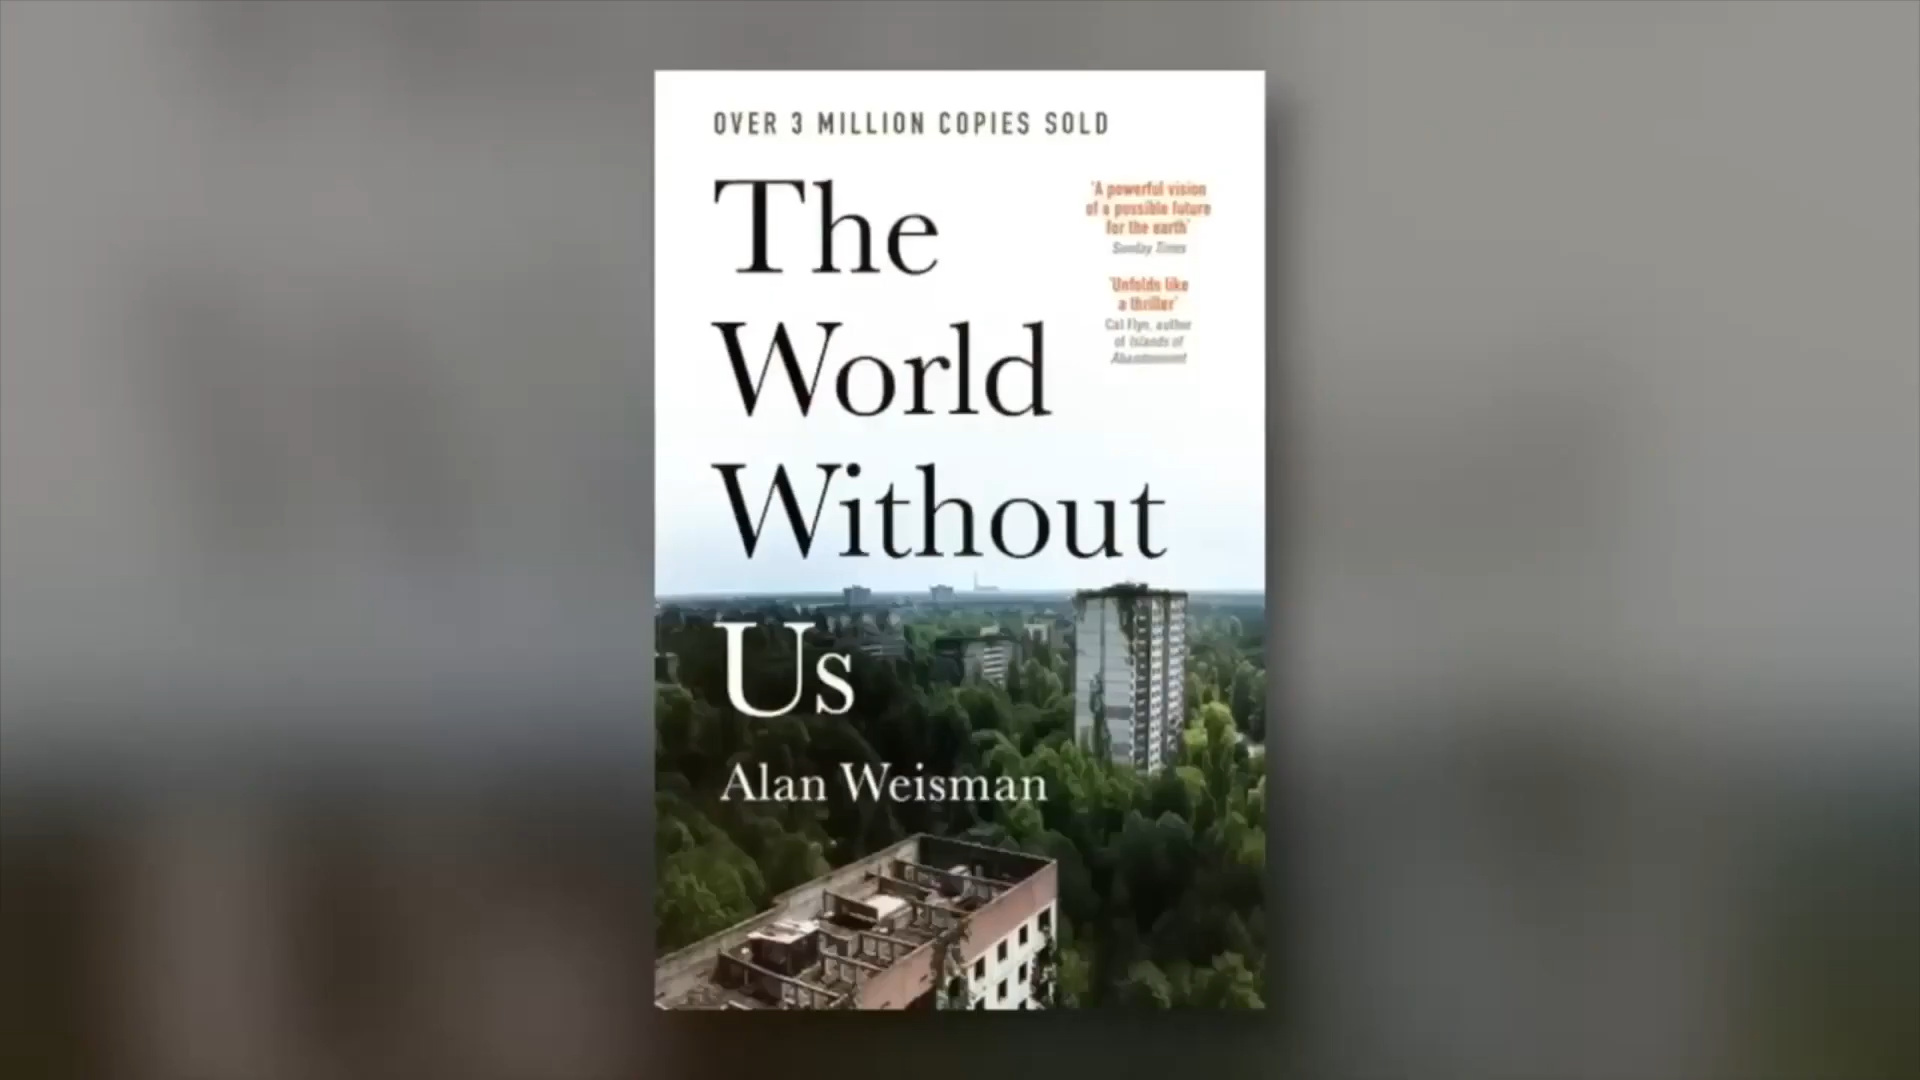 OVER 3 MILLION COPIES SOLD
The
World
Without
Us
'A powerful vision
of a possible future
for the earth'
Sunday Times
'Unfolds like
a thriller'
Cal Flyn, author
of Islands of
Abandonment
Alan Weisman